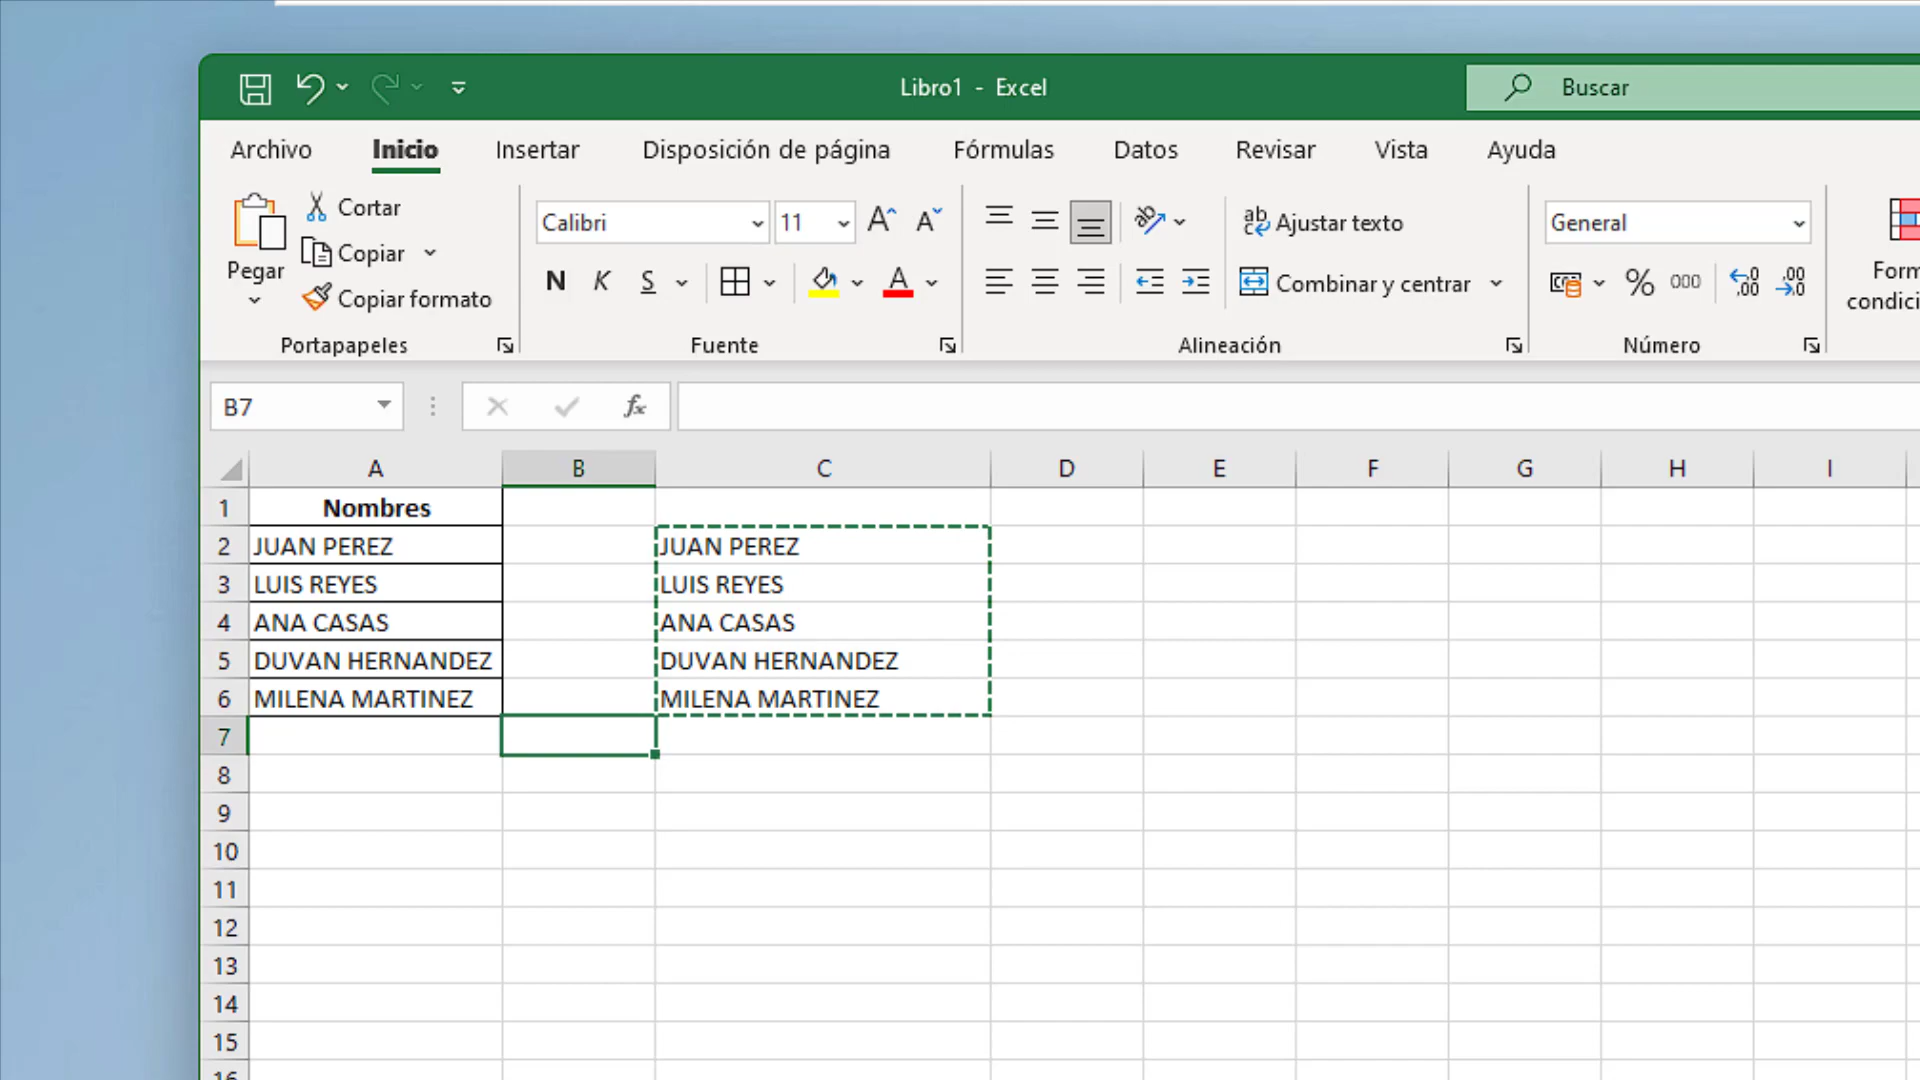 Libro1 - Excel
Buscar
Archivo Inicio Insertar Disposición de página Fórmulas Datos Revisar Vista Ayuda
Pegar
Cortar
Copiar
Copiar formato
Portapapeles
Calibri 11
N K S
Fuente
Ajustar texto
Combinar y centrar
Alineación
General
% 000
Número
Form
condici
B7
fx
A B C D E F G H I
1 Nombres
2 JUAN PEREZ JUAN PEREZ
3 LUIS REYES LUIS REYES
4 ANA CASAS ANA CASAS
5 DUVAN HERNANDEZ DUVAN HERNANDEZ
6 MILENA MARTINEZ MILENA MARTINEZ
7
8
9
10
11
12
13
14
15
16